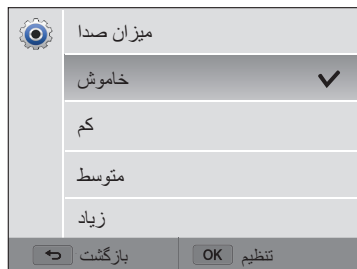 میزان صدا
خاموش
کم
متوسط
زیاد
بازگشت
OK تنظیم